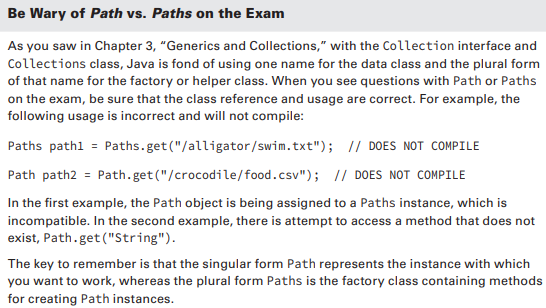 Be Wary of Path vs. Paths on the Exam
As you saw in Chapter 3, “Generics and Collections,” with the Collection interface and
Collections class, Java is fond of using one name for the data class and the plural form
of that name for the factory or helper class. When you see questions with Path or Paths
on the exam, be sure that the class reference and usage are correct. For example, the
following usage is incorrect and will not compile:
Paths path1 = Paths.get("/alligator/swim.txt"); // DOES NOT COMPILE
Path path2 = Path.get("/crocodile/food.csv"); // DOES NOT COMPILE
In the first example, the Path object is being assigned to a Paths instance, which is
incompatible. In the second example, there is attempt to access a method that does not
exist, Path.get("String").
The key to remember is that the singular form Path represents the instance with which
you want to work, whereas the plural form Paths is the factory class containing methods
for creating Path instances.